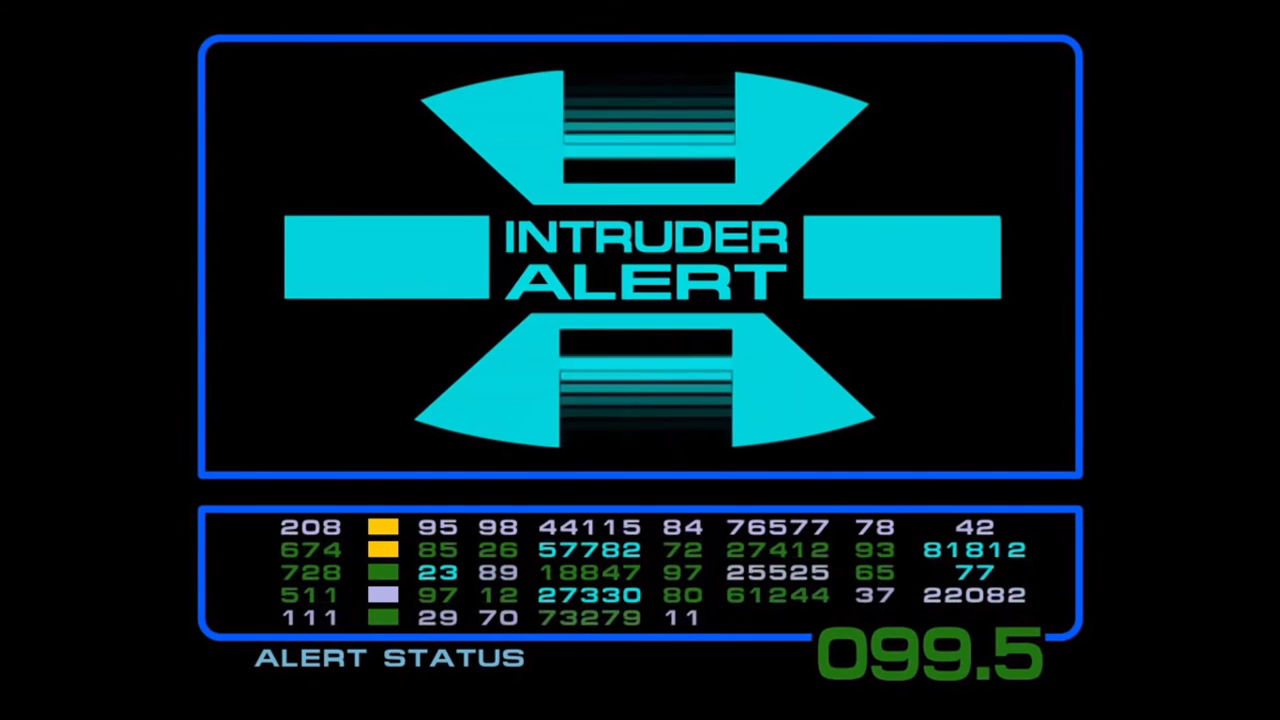 INTRUDER
ALERT
208 95 98 44115 84 76577 78 42
674 85 26 57782 72 27412 93 81812
728 23 89 18847 97 25525 65 77
511 97 12 27330 80 61244 37 22082
111 29 70 73279 11
ALERT STATUS
099.5